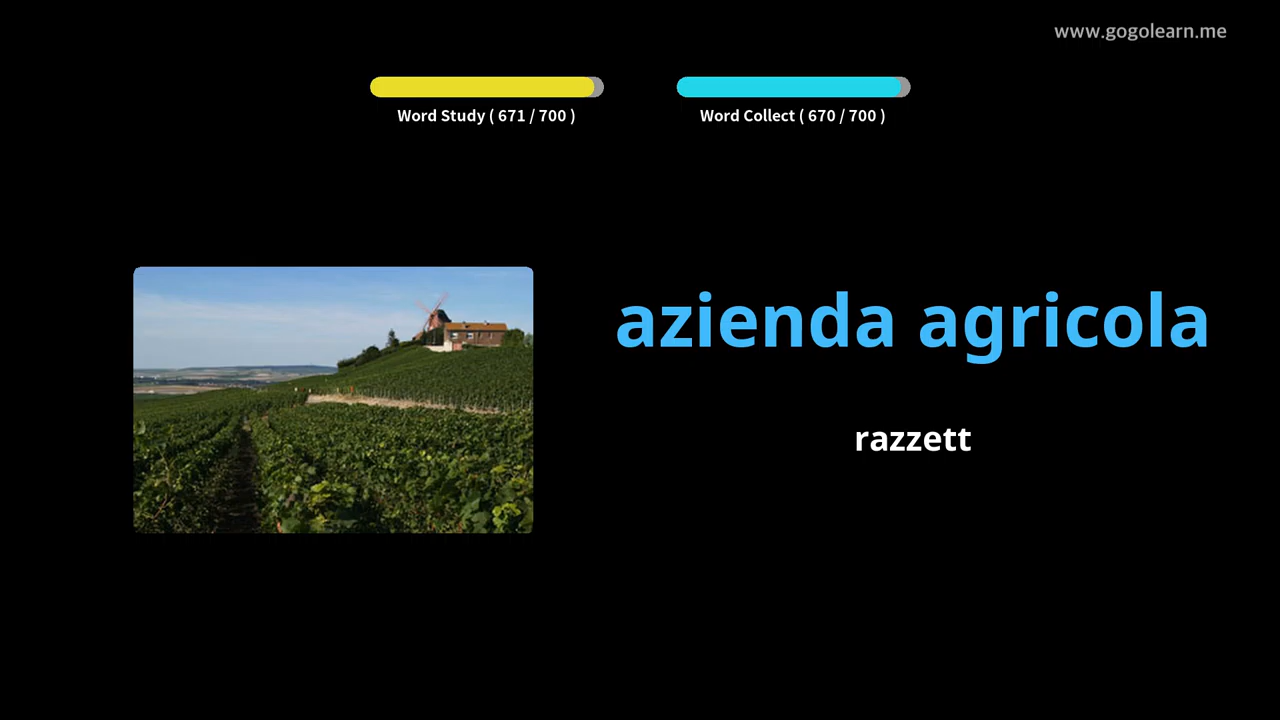 www.gogolearn.me
Word Study ( 671 / 700 )
Word Collect ( 670 / 700 )
azienda agricola
razzett